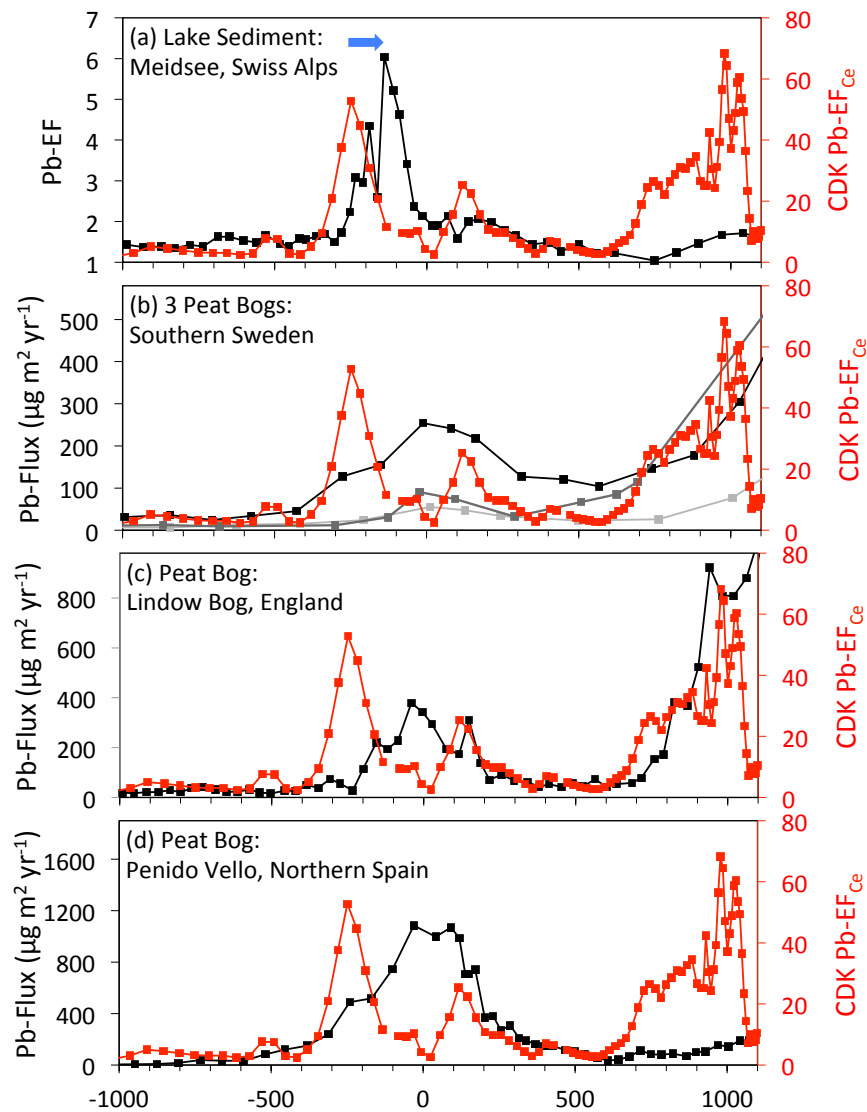 (a) Lake Sediment:
Meidsee, Swiss Alps
7
6
5
4
3
2
1
Pb-EF
80
60
40
20
0
CDK Pb-EFCe
(b) 3 Peat Bogs:
Southern Sweden
500
400
300
200
100
0
Pb-Flux (μg m² yr⁻¹)
80
60
40
20
0
CDK Pb-EFCe
(c) Peat Bog:
Lindow Bog, England
800
600
400
200
0
Pb-Flux (μg m² yr⁻¹)
80
60
40
20
0
CDK Pb-EFCe
(d) Peat Bog:
Penido Vello, Northern Spain
1600
1200
800
400
0
Pb-Flux (μg m² yr⁻¹)
80
60
40
20
0
CDK Pb-EFCe
-1000 -500 0 500 1000